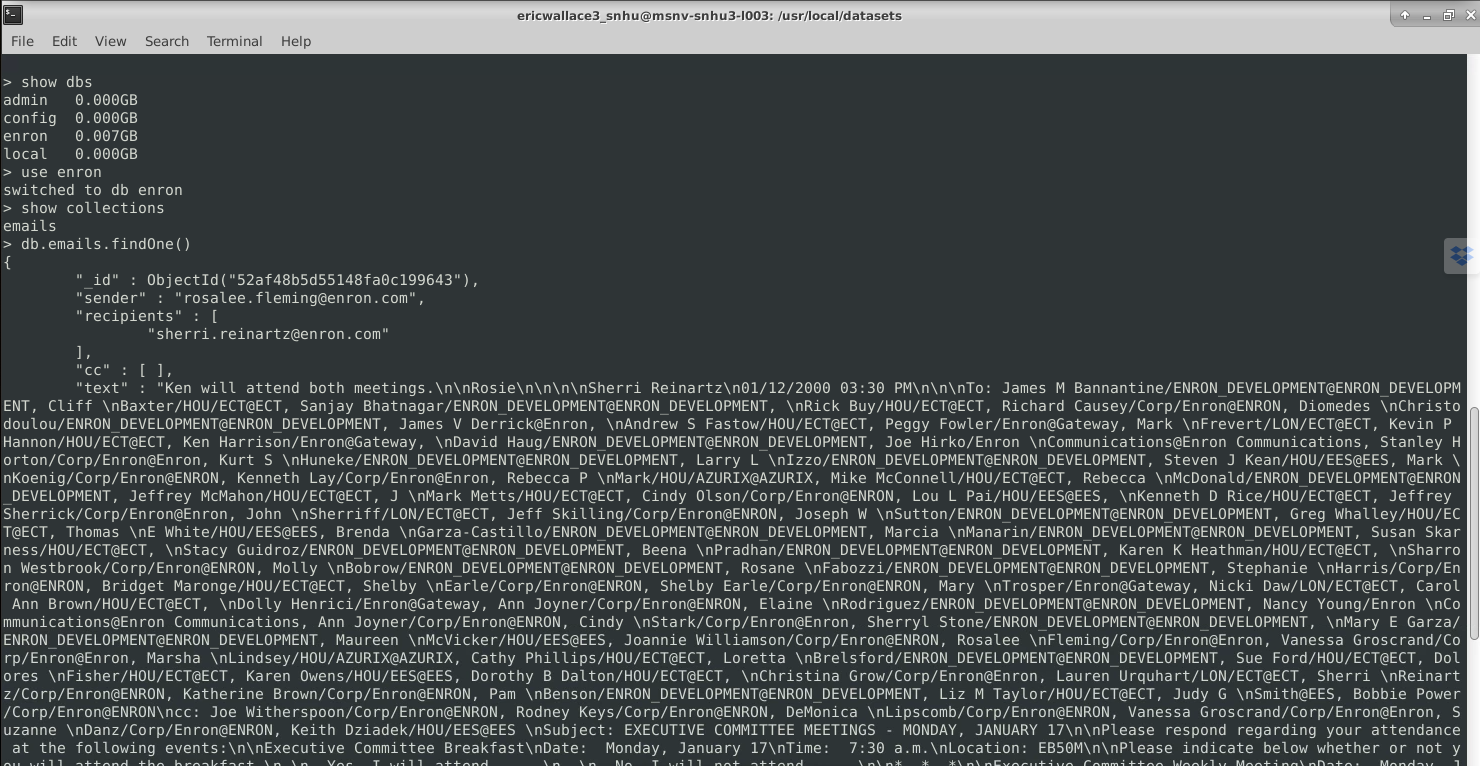 ericwallace3_snhu@msnv-snhu3-l003: /usr/local/datasets
File Edit View Search Terminal Help
> show dbs
admin   0.000GB
config  0.000GB
enron   0.007GB
local   0.000GB
> use enron
switched to db enron
> show collections
emails
> db.emails.findOne()
{
        "_id" : ObjectId("52af48b5d55148fa0c199643"),
        "sender" : "rosalee.fleming@enron.com",
        "recipients" : [
                "sherri.reinartz@enron.com"
        ],
        "cc" : [ ],
        "text" : "Ken will attend both meetings.\n\nRosie\n\n\n\nSherri Reinartz\n01/12/2000 03:30 PM\n\n\nTo: James M Bannantine/ENRON_DEVELOPMENT@ENRON_DEVELOPM
ENT, Cliff \nBaxter/HOU/ECT@ECT, Sanjay Bhatnagar/ENRON_DEVELOPMENT@ENRON_DEVELOPMENT, \nRick Buy/HOU/ECT@ECT, Richard Causey/Corp/Enron@ENRON, Diomedes \nChristo
doulou/ENRON_DEVELOPMENT@ENRON_DEVELOPMENT, James V Derrick@Enron, \nAndrew S Fastow/HOU/ECT@ECT, Peggy Fowler/Enron@Gateway, Mark \nFrevert/LON/ECT@ECT, Kevin P 
Hannon/HOU/ECT@ECT, Ken Harrison/Enron@Gateway, \nDavid Haug/ENRON_DEVELOPMENT@ENRON_DEVELOPMENT, Joe Hirko/Enron \nCommunications@Enron Communications, Stanley H
orton/Corp/Enron@Enron, Kurt S \nHuneke/ENRON_DEVELOPMENT@ENRON_DEVELOPMENT, Larry L \nIzzo/ENRON_DEVELOPMENT@ENRON_DEVELOPMENT, Steven J Kean/HOU/EES@EES, Mark \
nKoenig/Corp/Enron@ENRON, Kenneth Lay/Corp/Enron@Enron, Rebecca P \nMark/HOU/AZURIX@AZURIX, Mike McConnell/HOU/ECT@ECT, Rebecca \nMcDonald/ENRON_DEVELOPMENT@ENRON
_DEVELOPMENT, Jeffrey McMahon/HOU/ECT@ECT, J \nMark Metts/HOU/ECT@ECT, Cindy Olson/Corp/Enron@ENRON, Lou L Pai/HOU/EES@EES, \nKenneth D Rice/HOU/ECT@ECT, Jeffrey 
Sherrick/Corp/Enron@Enron, John \nSherriff/LON/ECT@ECT, Jeff Skilling/Corp/Enron@ENRON, Joseph W \nSutton/ENRON_DEVELOPMENT@ENRON_DEVELOPMENT, Greg Whalley/HOU/EC
T@ECT, Thomas \nE White/HOU/EES@EES, Brenda \nGarza-Castillo/ENRON_DEVELOPMENT@ENRON_DEVELOPMENT, Marcia \nManarin/ENRON_DEVELOPMENT@ENRON_DEVELOPMENT, Susan Skar
ness/HOU/ECT@ECT, \nStacy Guidroz/ENRON_DEVELOPMENT@ENRON_DEVELOPMENT, Beena \nPradhan/ENRON_DEVELOPMENT@ENRON_DEVELOPMENT, Karen K Heathman/HOU/ECT@ECT, \nSharro
n Westbrook/Corp/Enron@ENRON, Molly \nBobrow/ENRON_DEVELOPMENT@ENRON_DEVELOPMENT, Rosane \nFabozzi/ENRON_DEVELOPMENT@ENRON_DEVELOPMENT, Stephanie \nHarris/Corp/En
ron@ENRON, Bridget Maronge/HOU/ECT@ECT, Shelby \nEarle/Corp/Enron@ENRON, Shelby Earle/Corp/Enron@ENRON, Mary \nTrosper/Enron@Gateway, Nicki Daw/LON/ECT@ECT, Carol
 Ann Brown/HOU/ECT@ECT, \nDolly Henrici/Enron@Gateway, Ann Joyner/Corp/Enron@ENRON, Elaine \nRodriguez/ENRON_DEVELOPMENT@ENRON_DEVELOPMENT, Nancy Young/Enron \nCo
mmunications@Enron Communications, Ann Joyner/Corp/Enron@ENRON, Cindy \nStark/Corp/Enron@Enron, Sherryl Stone/ENRON_DEVELOPMENT@ENRON_DEVELOPMENT, \nMary E Garza/
ENRON_DEVELOPMENT@ENRON_DEVELOPMENT, Maureen \nMcVicker/HOU/EES@EES, Joannie Williamson/Corp/Enron@ENRON, Rosalee \nFleming/Corp/Enron@Enron, Vanessa Groscrand/Co
rp/Enron@Enron, Marsha \nLindsey/HOU/AZURIX@AZURIX, Cathy Phillips/HOU/ECT@ECT, Loretta \nBrelsford/ENRON_DEVELOPMENT@ENRON_DEVELOPMENT, Sue Ford/HOU/ECT@ECT, Dol
ores \nFisher/HOU/ECT@ECT, Karen Owens/HOU/EES@EES, Dorothy B Dalton/HOU/ECT@ECT, \nChristina Grow/Corp/Enron@Enron, Lauren Urquhart/LON/ECT@ECT, Sherri \nReinart
z/Corp/Enron@ENRON, Katherine Brown/Corp/Enron@ENRON, Pam \nBenson/ENRON_DEVELOPMENT@ENRON_DEVELOPMENT, Liz M Taylor/HOU/ECT@ECT, Judy G \nSmith@EES, Bobbie Power
/Corp/Enron@ENRON\ncc: Joe Witherspoon/Corp/Enron@Enron, Rodney Keys/Corp/Enron@ENRON, DeMonica \nLipscomb/Corp/Enron@ENRON, Vanessa Groscrand/Corp/Enron@Enron, S
uzanne \nDanz/Corp/Enron@ENRON, Keith Dziadek/HOU/EES@EES \nSubject: EXECUTIVE COMMITTEE MEETINGS - MONDAY, JANUARY 17\n\nPlease respond regarding your attendance
 at the following events:\n\nExecutive Committee Breakfast\nDate:  Monday, January 17\nTime:  7:30 a.m.\nLocation: EB50M\n\nPlease indicate below whether or not y
ou will attend the breakfast.\n \n  Yes, I will attend      \n  \n  No, I will not attend      \n\n*  *  *\n\nExecutive Committee Weekly Meeting\nDate:  Monday, J